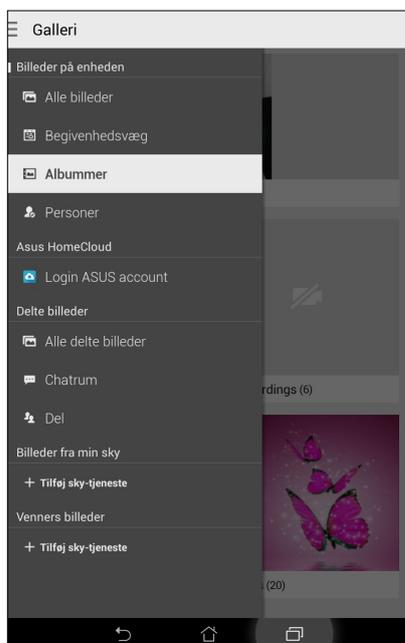 Galleri
Billeder på enheden
Alle billeder
Begivenhedsvæg
Albummer
Personer
Asus HomeCloud
Login ASUS account
Delte billeder
Alle delte billeder
Chatrum
Del
Billeder fra min sky
+ Tilføj sky-tjeneste
Venners billeder
+ Tilføj sky-tjeneste
(6)
(20)